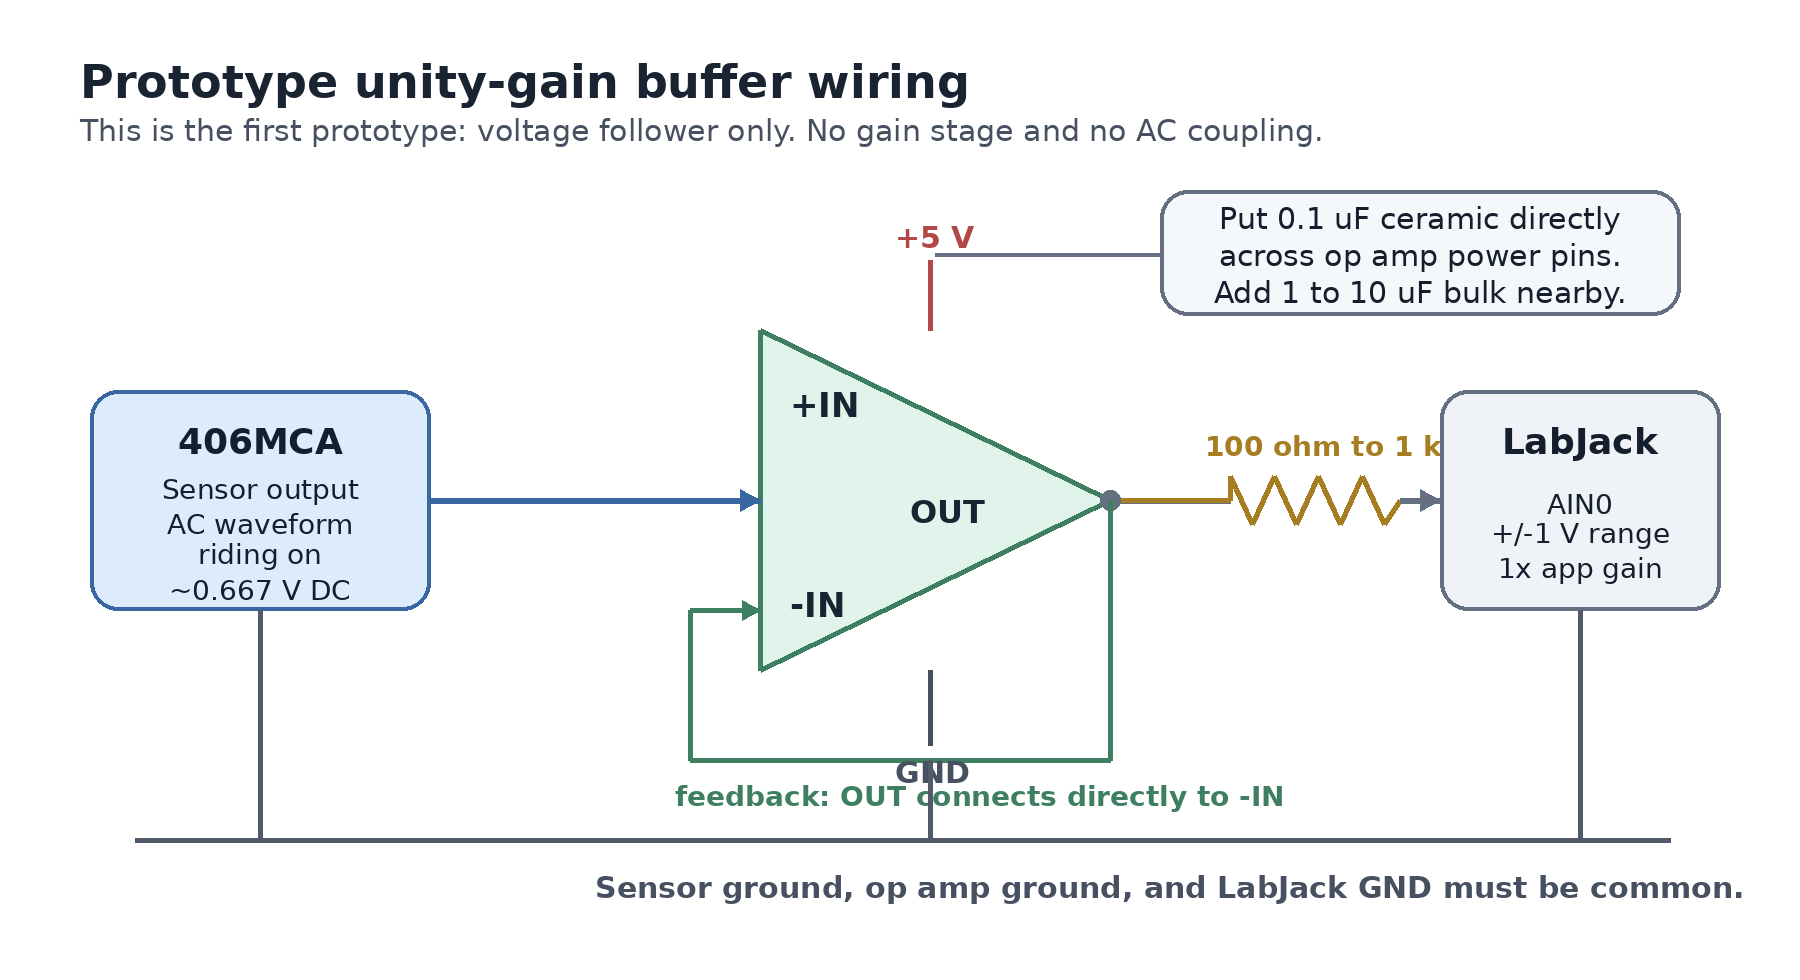 Prototype unity-gain buffer wiring
This is the first prototype: voltage follower only. No gain stage and no AC coupling.
+5 V
Put 0.1 uF ceramic directly
across op amp power pins.
Add 1 to 10 uF bulk nearby.
406MCA
Sensor output
AC waveform
riding on
~0.667 V DC
+IN
OUT
-IN
100 ohm to 1 k
LabJack
AIN0
+/-1 V range
1x app gain
GND
feedback: OUT connects directly to -IN
Sensor ground, op amp ground, and LabJack GND must be common.